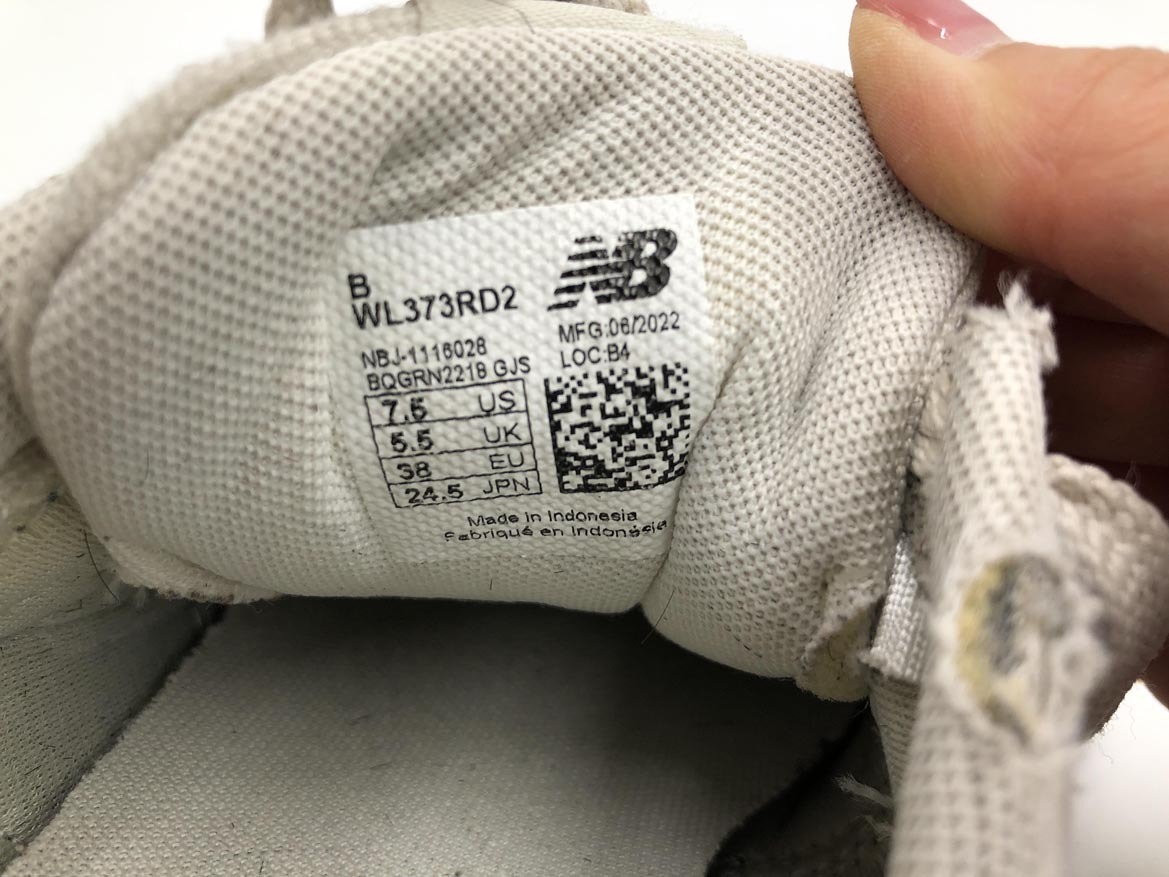 B
WL373RD2
NB
NBJ-1116028
BQGRN2218 GJS
MFG:06/2022
LOC:B4
7.5 US
5.5 UK
38 EU
24.5 JPN
Made in Indonesia
Fabriqué en Indonésie